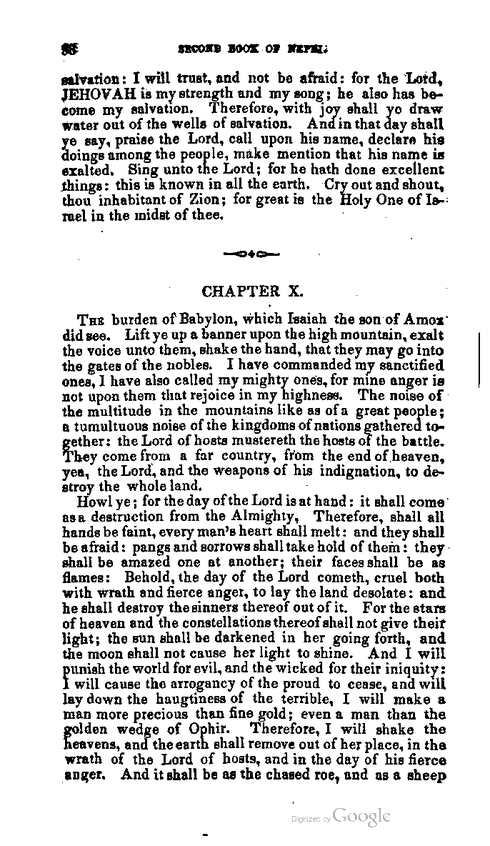 SECOND BOOK OF NEPHI.
salvation: I will trust, and not be afraid: for the Lord,
JEHOVAH is my strength and my song; he also has be-
come my salvation. Therefore, with joy shall ye draw
water out of the wells of salvation. And in that day shall
ye say, praise the Lord, call upon his name, declare his
doings among the people, make mention that his name is
exalted. Sing unto the Lord; for he hath done excellent
things: this is known in all the earth. Cry out and shout,
thou inhabitant of Zion; for great is the Holy One of Is-
rael in the midst of thee.
CHAPTER X.
THE burden of Babylon, which Isaiah the son of Amoz
did see. Lift ye up a banner upon the high mountain, exalt
the voice unto them, shake the hand, that they may go into
the gates of the nobles. I have commanded my sanctified
ones, I have also called my mighty ones, for mine anger is
not upon them that rejoice in my highness. The noise of
the multitude in the mountains like as of a great people;
a tumultuous noise of the kingdoms of nations gathered to-
gether: the Lord of hosts mustereth the hosts of the battle.
They come from a far country, from the end of heaven,
yea, the Lord, and the weapons of his indignation, to de-
stroy the whole land.
Howl ye; for the day of the Lord is at hand: it shall come
as a destruction from the Almighty, Therefore, shall all
hands be faint, every man's heart shall melt: and they shall
be afraid: pangs and sorrows shall take hold of them: they
shall be amazed one at another; their faces shall be as
flames: Behold, the day of the Lord cometh, cruel both
with wrath and fierce anger, to lay the land desolate: and
he shall destroy the sinners thereof out of it. For the stars
of heaven and the constellations thereof shall not give their
light; the sun shall be darkened in her going forth, and
the moon shall not cause her light to shine. And I will
punish the world for evil, and the wicked for their iniquity:
I will cause the arrogancy of the proud to cease, and will
lay down the haugtiness of the terrible, I will make a
man more precious than fine gold; even a man than the
golden wedge of Ophir. Therefore, I will shake the
heavens, and the earth shall remove out of her place, in the
wrath of the Lord of hosts, and in the day of his fierce
anger. And it shall be as the chased roe, and as a sheep
Digitized by Google